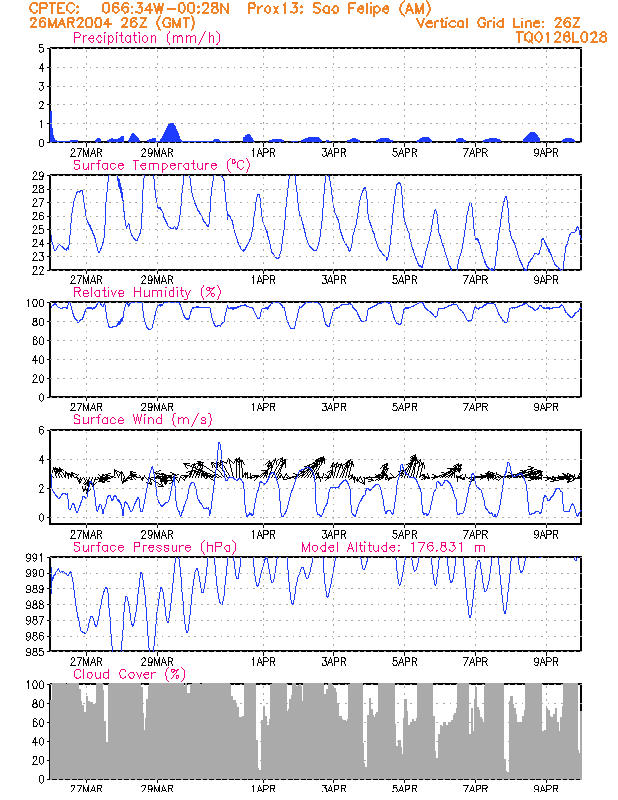 CPTEC: 066:34W-00:28N Prox13: Sao Felipe (AM)
26MAR2004 26Z (GMT) Vertical Grid Line: 26Z
Precipitation (mm/h) TQ0126L028
5
4
3
2
1
0
27MAR 29MAR 1APR 3APR 5APR 7APR 9APR
Surface Temperature (ºC)
29
28
27
26
25
24
23
22
27MAR 29MAR 1APR 3APR 5APR 7APR 9APR
Relative Humidity (%)
100
80
60
40
20
0
27MAR 29MAR 1APR 3APR 5APR 7APR 9APR
Surface Wind (m/s)
6
4
2
0
27MAR 29MAR 1APR 3APR 5APR 7APR 9APR
Surface Pressure (hPa) Model Altitude: 176.831 m
991
990
989
988
987
986
985
27MAR 29MAR 1APR 3APR 5APR 7APR 9APR
Cloud Cover (%)
100
80
60
40
20
0
27MAR 29MAR 1APR 3APR 5APR 7APR 9APR